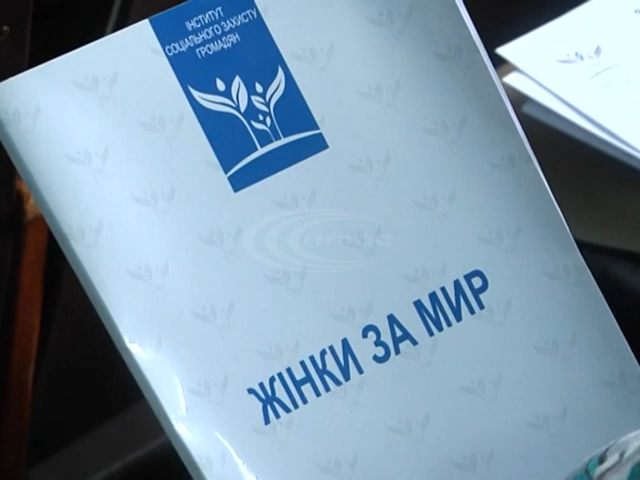 ІНСТИТУТ
СОЦІАЛЬНОГО ЗАХИСТУ
ГРОМАДЯН
ЖІНКИ ЗА МИР